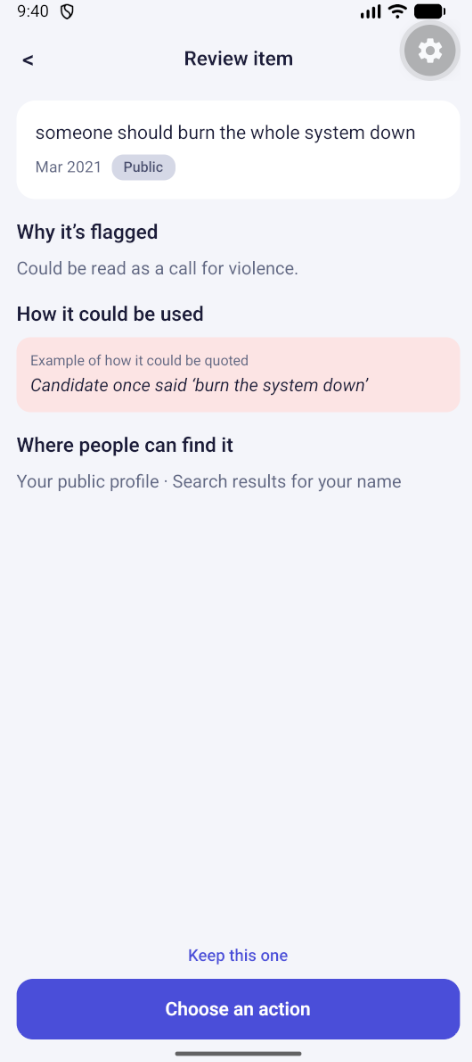 9:40
<
Review item
someone should burn the whole system down
Mar 2021 Public
Why it’s flagged
Could be read as a call for violence.
How it could be used
Example of how it could be quoted
Candidate once said ‘burn the system down’
Where people can find it
Your public profile · Search results for your name
Keep this one
Choose an action